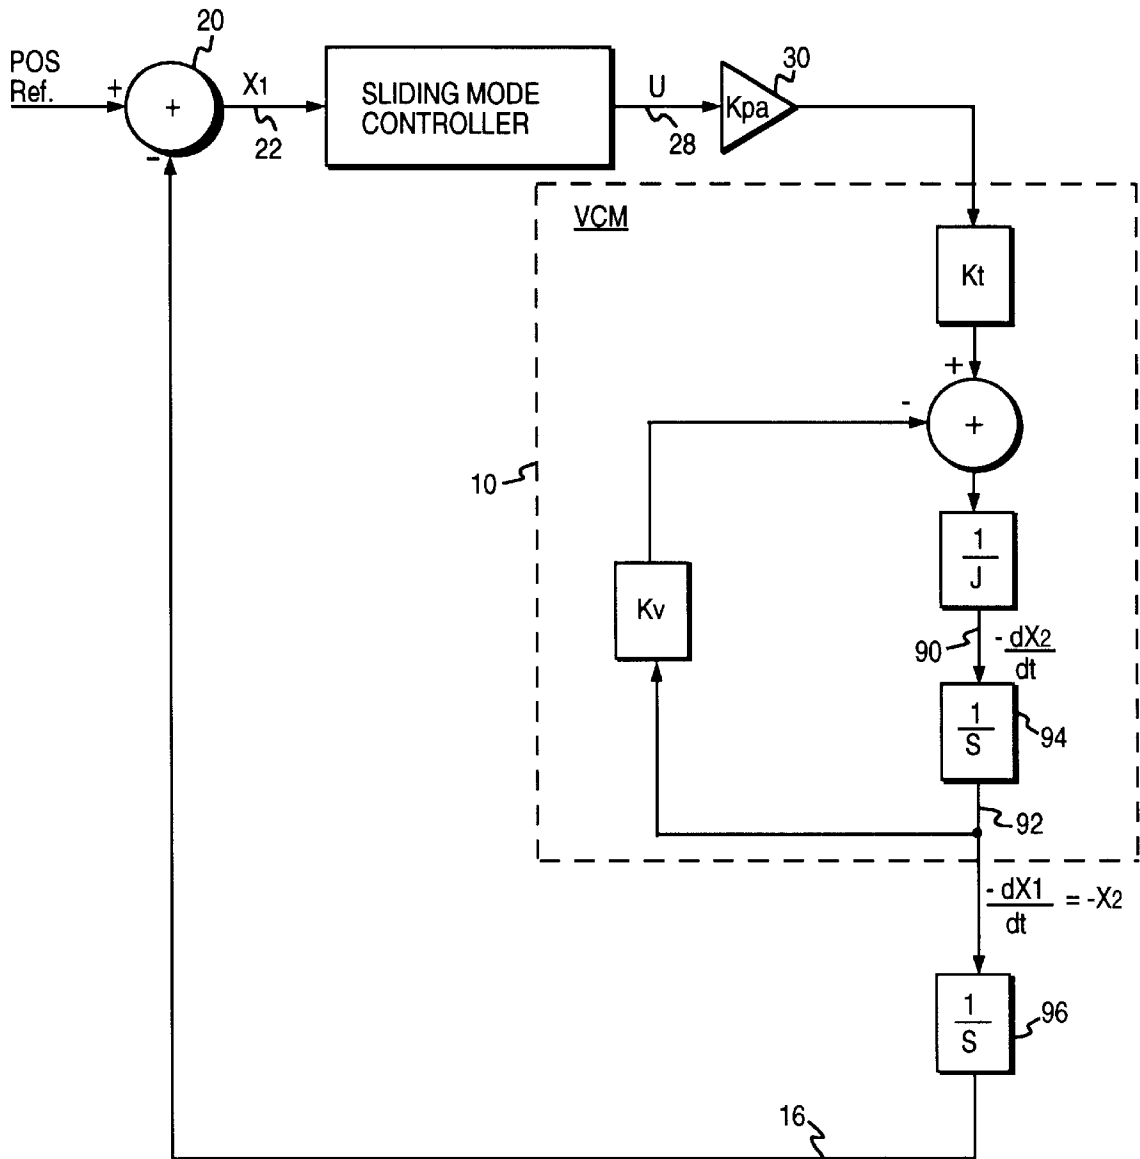 20
POS
Ref.
+
+
-
X1
22
SLIDING MODE
CONTROLLER
U
28
Kpa
30
VCM
Kt
+
-
+
10
1
J
Kv
90
- dX2
dt
1
S
94
92
- dX1
dt
= -X2
1
S
96
16